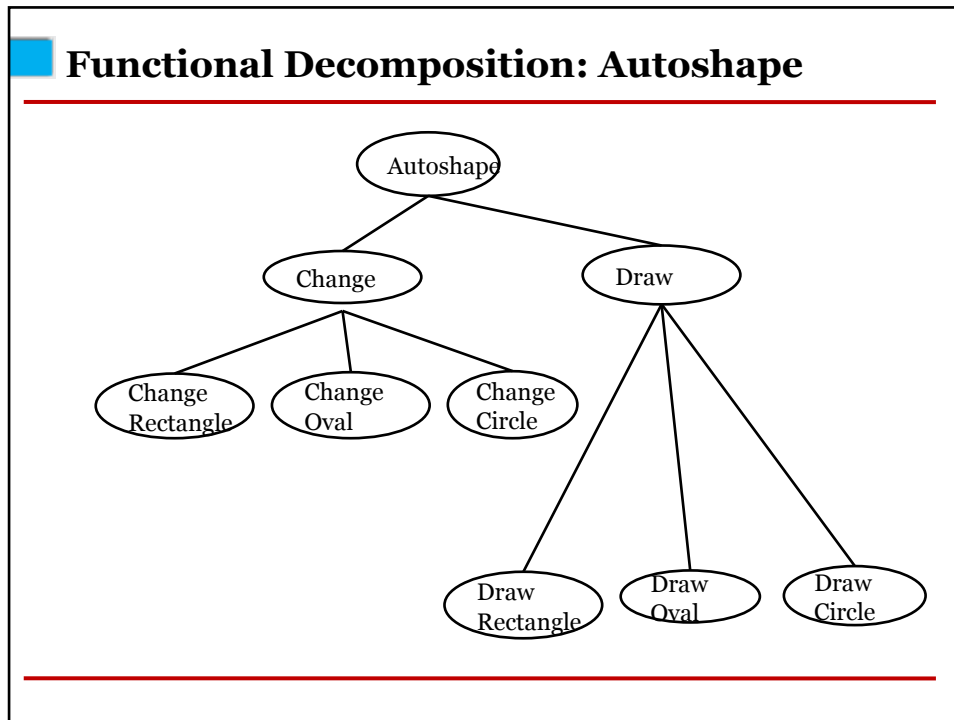 Functional Decomposition: Autoshape
Autoshape
Change
Draw
Change
Rectangle
Change
Oval
Change
Circle
Draw
Rectangle
Draw
Oval
Draw
Circle